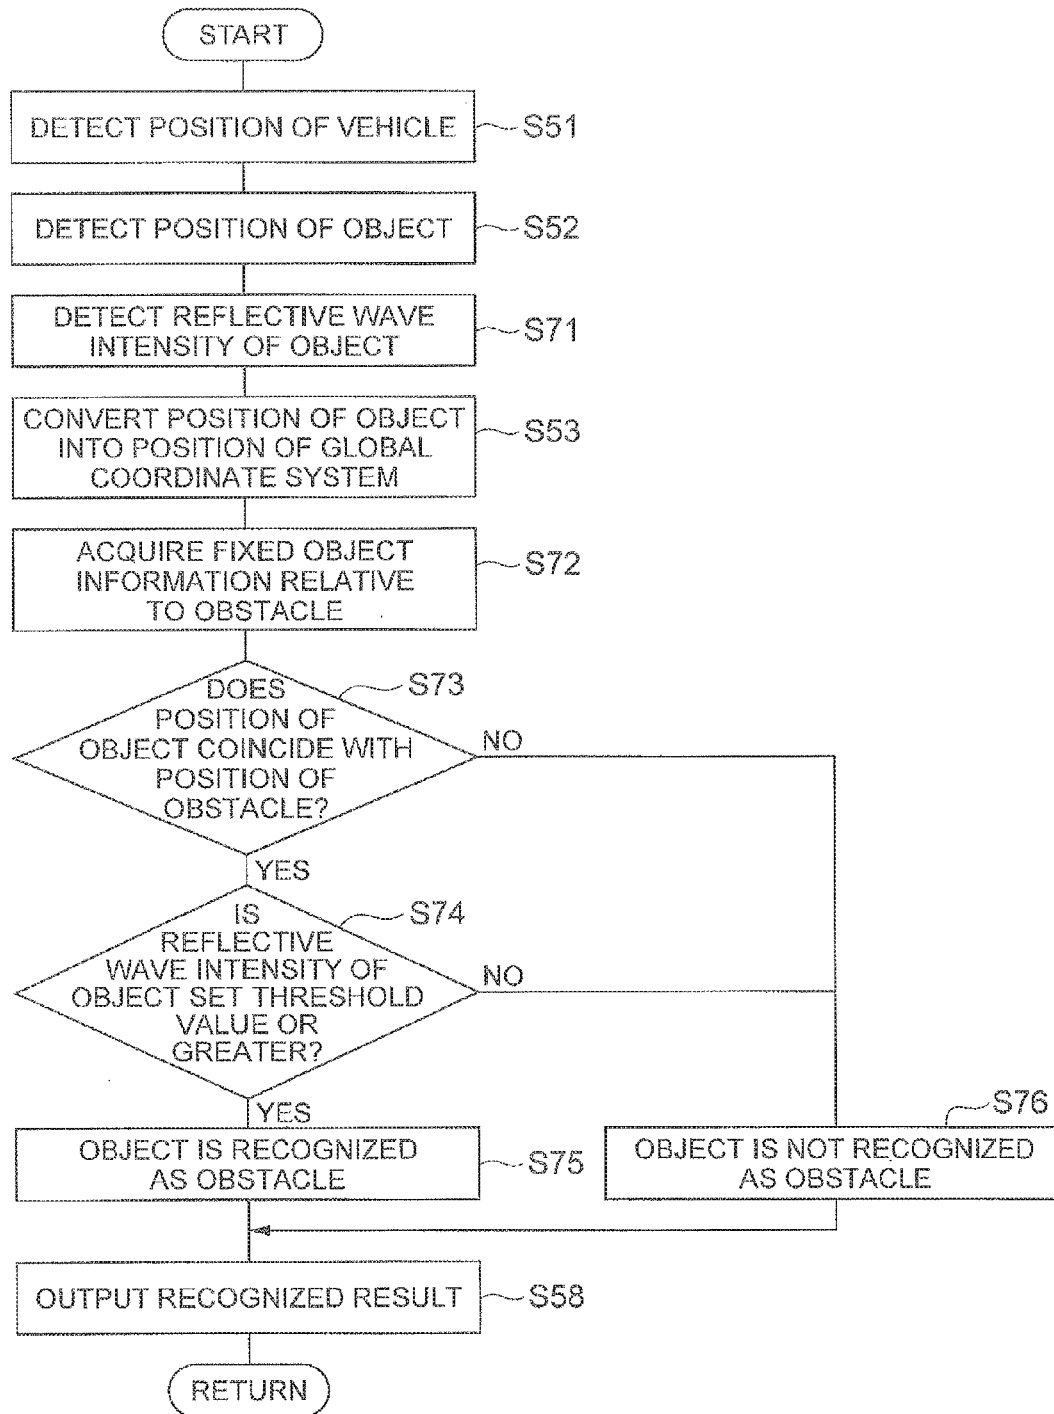 START
DETECT POSITION OF VEHICLE
S51
DETECT POSITION OF OBJECT
S52
DETECT REFLECTIVE WAVE
INTENSITY OF OBJECT
S71
CONVERT POSITION OF OBJECT
INTO POSITION OF GLOBAL
COORDINATE SYSTEM
S53
ACQUIRE FIXED OBJECT
INFORMATION RELATIVE
TO OBSTACLE
S72
DOES
POSITION OF
OBJECT COINCIDE WITH
POSITION OF
OBSTACLE?
S73
NO
YES
IS
REFLECTIVE
WAVE INTENSITY OF
OBJECT SET THRESHOLD
VALUE OR
GREATER?
S74
NO
YES
OBJECT IS RECOGNIZED
AS OBSTACLE
S75
OBJECT IS NOT RECOGNIZED
AS OBSTACLE
S76
OUTPUT RECOGNIZED RESULT
S58
RETURN